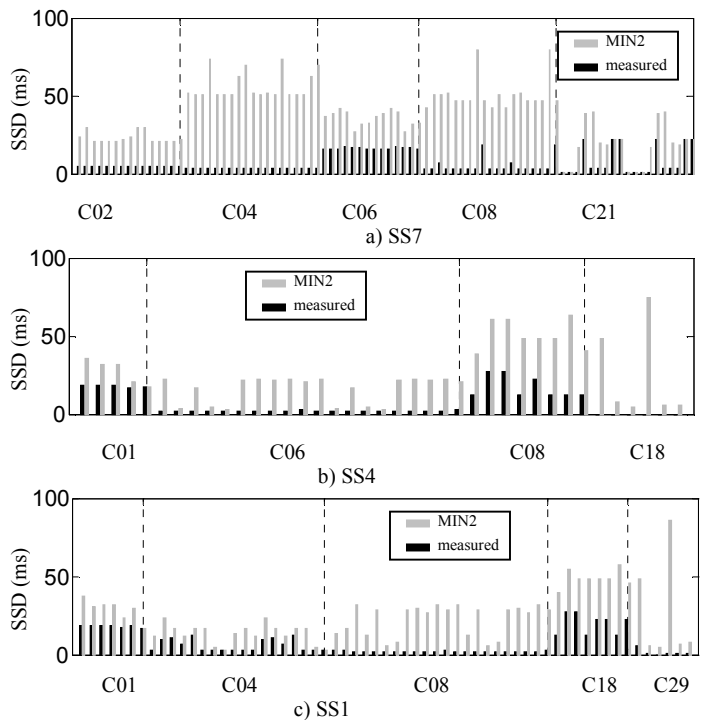 100
MIN2
measured
50
SSD (ms)
0
C02 C04 C06 C08 C21
a) SS7
100
MIN2
measured
50
SSD (ms)
0
C01 C06 C08 C18
b) SS4
100
MIN2
measured
50
SSD (ms)
0
C01 C04 C08 C18 C29
c) SS1